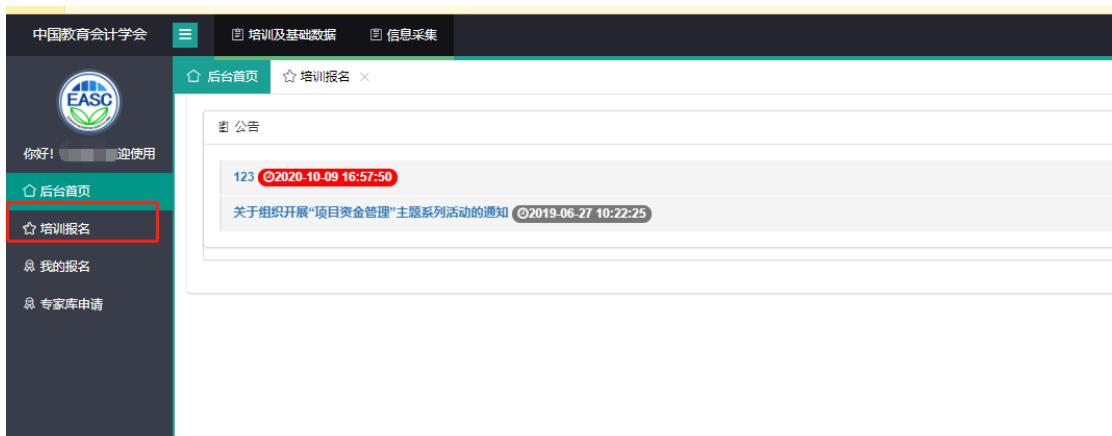 中国教育会计学会
培训及基础数据
信息采集
后台首页
培训报名
EASC
公告
你好!
迎使用
123 2020-10-09 16:57:50
后台首页
关于组织开展“项目资金管理”主题系列活动的通知 2019-06-27 10:22:25
培训报名
我的报名
专家库申请